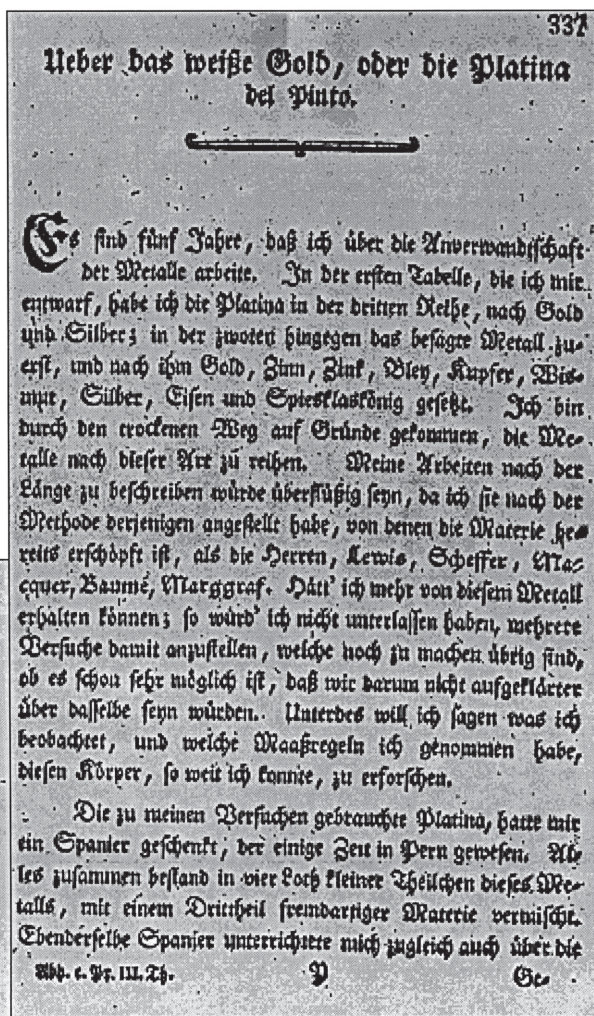 337
Ueber das weiße Gold, oder die Platina
del Pinto.
Es sind fünf Jahre, daß ich über die Anverwandtschaft
der Metalle arbeite. In der ersten Tabelle, die ich mir
entwarf, habe ich die Platina in der dritten Reihe, nach Gold
und Silber; in der zwoten hingegen das besagte Metall zu-
erst, und nach ihm Gold, Zinn, Zink, Bley, Kupfer, Wis-
mut, Silber, Eisen und Spiesklaskönig gesetzt. Ich bin
durch den trockenen Weg auf Gründe gekommen, die Me-
talle nach dieser Art zu reihen. Meine Arbeiten nach der
Länge zu beschreiben würde überflüßig seyn, da ich sie nach der
Methode derjenigen angestellt habe, von denen die Materie be-
reits erschöpft ist, als die Herren, Lewis, Scheffer, Mac-
cquer, Baumé, Marggraf. Hätt' ich mehr von diesem Metall
erhalten können; so würd' ich nicht unterlassen haben, mehrere
Versuche damit anzustellen, welche noch zu machen übrig sind,
ob es schon sehr möglich ist, daß wir darum nicht aufgeklärter
über dasselbe seyn würden. Unterdes will ich sagen was ich
beobachtet, und welche Maaßregeln ich genommen habe,
diesen Körper, so weit ich konnte, zu erforschen.
Die zu meinen Versuchen gebrauchte Platina, hatte mir
ein Spanier geschenkt, der einige Zeit in Peru gewesen. Al-
les zusammen bestand in vier Loth kleiner Theilchen dieses Me-
talls, mit einem Drittheil fremdartiger Materie vermischt.
Ebenderselbe Spanier unterrichtete mich zugleich auch über die
Abh. c. Pr. III. Th. P Ge-